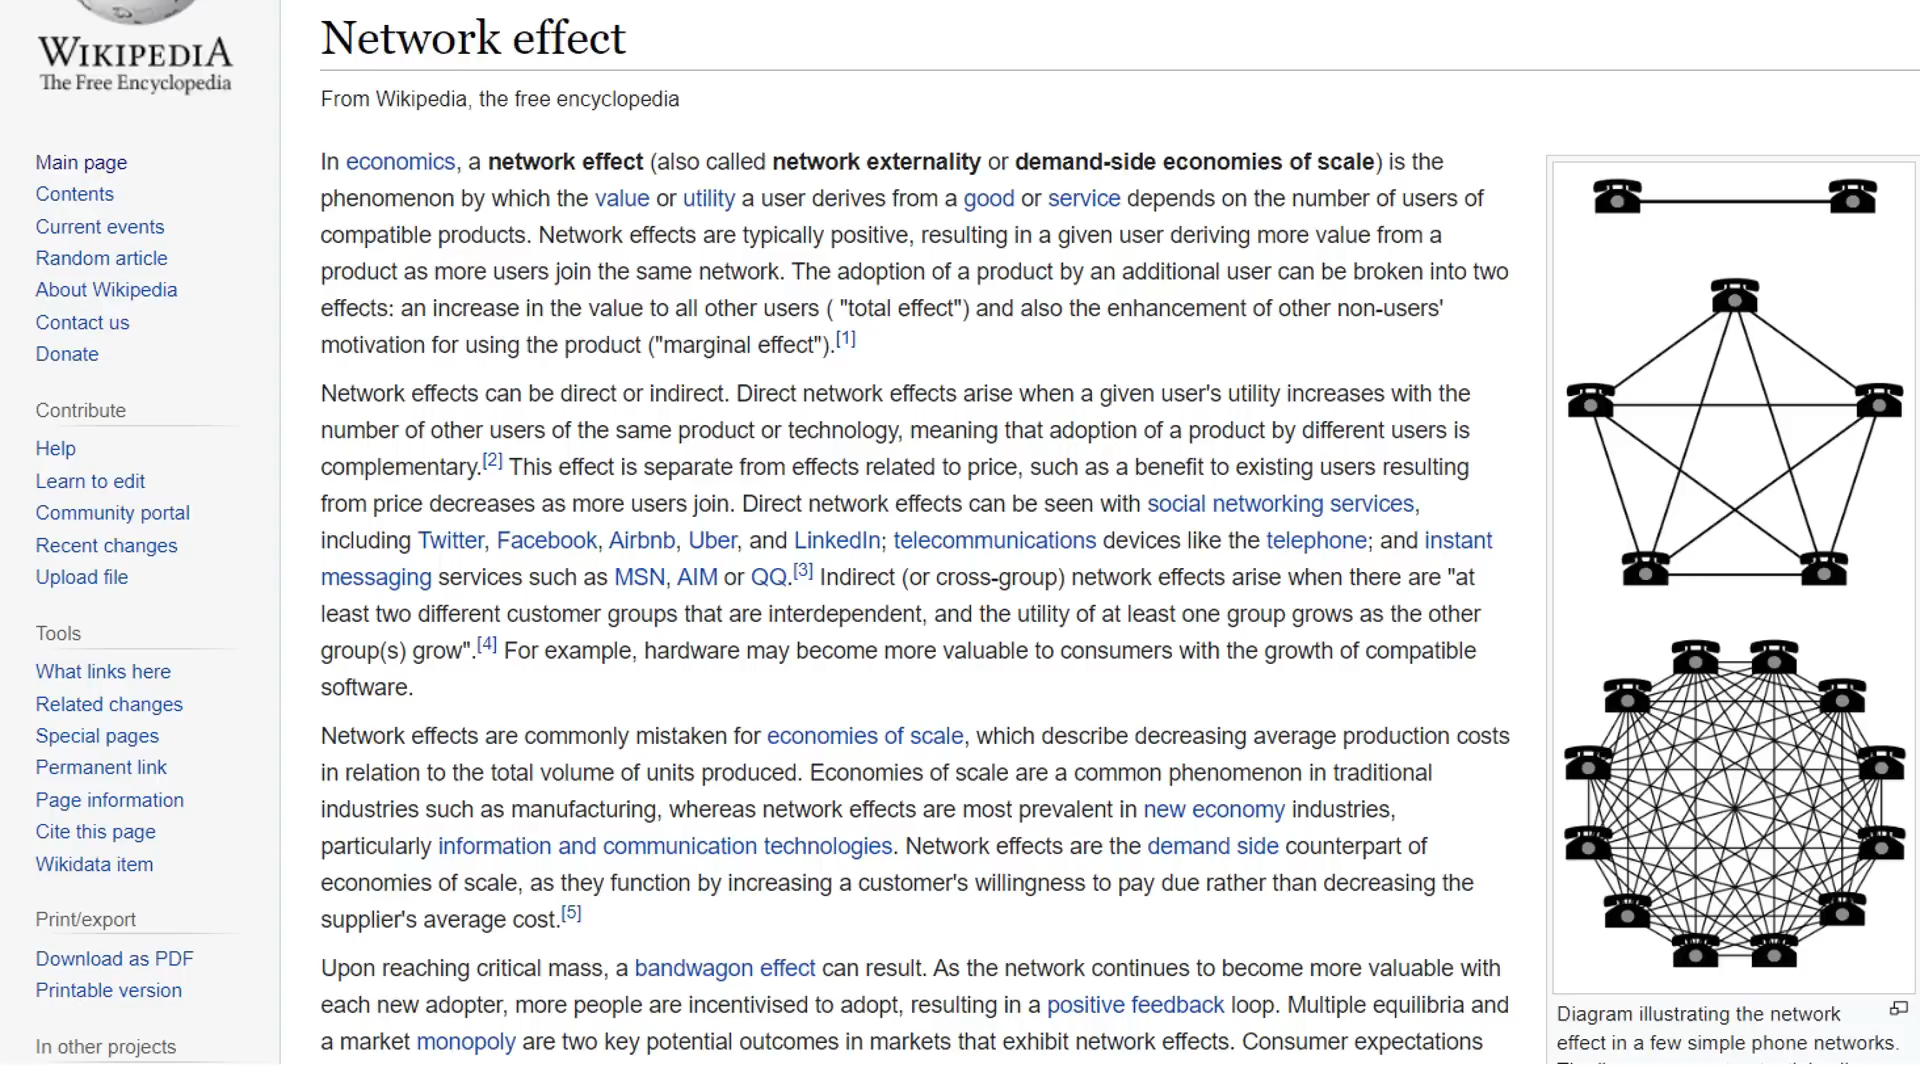 WIKIPEDIA
The Free Encyclopedia
Main page
Contents
Current events
Random article
About Wikipedia
Contact us
Donate
Contribute
Help
Learn to edit
Community portal
Recent changes
Upload file
Tools
What links here
Related changes
Special pages
Permanent link
Page information
Cite this page
Wikidata item
Print/export
Download as PDF
Printable version
In other projects
Network effect
From Wikipedia, the free encyclopedia
In economics, a network effect (also called network externality or demand-side economies of scale) is the
phenomenon by which the value or utility a user derives from a good or service depends on the number of users of
compatible products. Network effects are typically positive, resulting in a given user deriving more value from a
product as more users join the same network. The adoption of a product by an additional user can be broken into two
effects: an increase in the value to all other users ( "total effect") and also the enhancement of other non-users'
motivation for using the product ("marginal effect").[1]
Network effects can be direct or indirect. Direct network effects arise when a given user's utility increases with the
number of other users of the same product or technology, meaning that adoption of a product by different users is
complementary.[2] This effect is separate from effects related to price, such as a benefit to existing users resulting
from price decreases as more users join. Direct network effects can be seen with social networking services,
including Twitter, Facebook, Airbnb, Uber, and LinkedIn; telecommunications devices like the telephone; and instant
messaging services such as MSN, AIM or QQ.[3] Indirect (or cross-group) network effects arise when there are "at
least two different customer groups that are interdependent, and the utility of at least one group grows as the other
group(s) grow".[4] For example, hardware may become more valuable to consumers with the growth of compatible
software.
Network effects are commonly mistaken for economies of scale, which describe decreasing average production costs
in relation to the total volume of units produced. Economies of scale are a common phenomenon in traditional
industries such as manufacturing, whereas network effects are most prevalent in new economy industries,
particularly information and communication technologies. Network effects are the demand side counterpart of
economies of scale, as they function by increasing a customer's willingness to pay due rather than decreasing the
supplier's average cost.[5]
Upon reaching critical mass, a bandwagon effect can result. As the network continues to become more valuable with
each new adopter, more people are incentivised to adopt, resulting in a positive feedback loop. Multiple equilibria and
a market monopoly are two key potential outcomes in markets that exhibit network effects. Consumer expectations
Diagram illustrating the network
effect in a few simple phone networks.